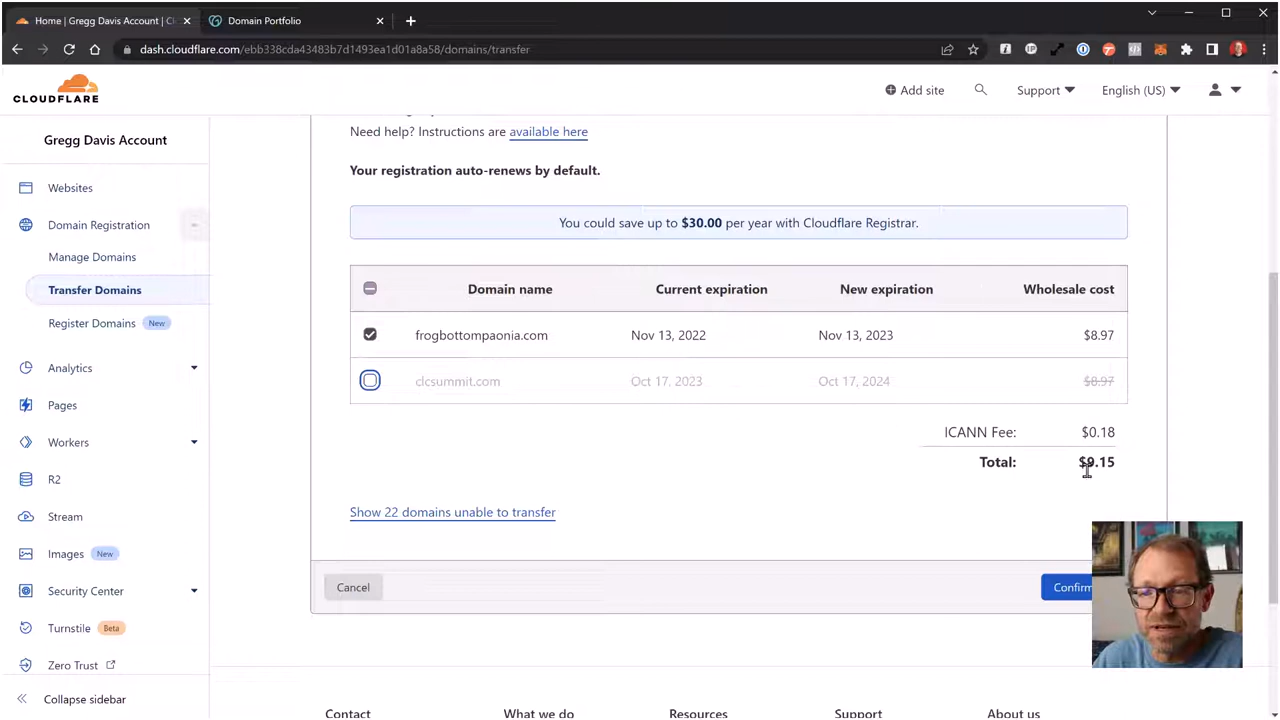 Home | Gregg Davis Account | Cl
Domain Portfolio
dash.cloudflare.com/ebb338cda43483b7d1493ea1d01a8a58/domains/transfer
CLOUDFLARE
Add site
Support
English (US)
Gregg Davis Account
Websites
Domain Registration
Manage Domains
Transfer Domains
Register Domains New
Analytics
Pages
Workers
R2
Stream
Images New
Security Center
Turnstile Beta
Zero Trust
Collapse sidebar
Need help? Instructions are available here
Your registration auto-renews by default.
You could save up to $30.00 per year with Cloudflare Registrar.
Domain name Current expiration New expiration Wholesale cost
frogbottompaonia.com Nov 13, 2022 Nov 13, 2023 $8.97
clcsummit.com Oct 17, 2023 Oct 17, 2024 $8.97
ICANN Fee: $0.18
Total: $9.15
Show 22 domains unable to transfer
Cancel
Confirm
Contact What we do Resources Support About us